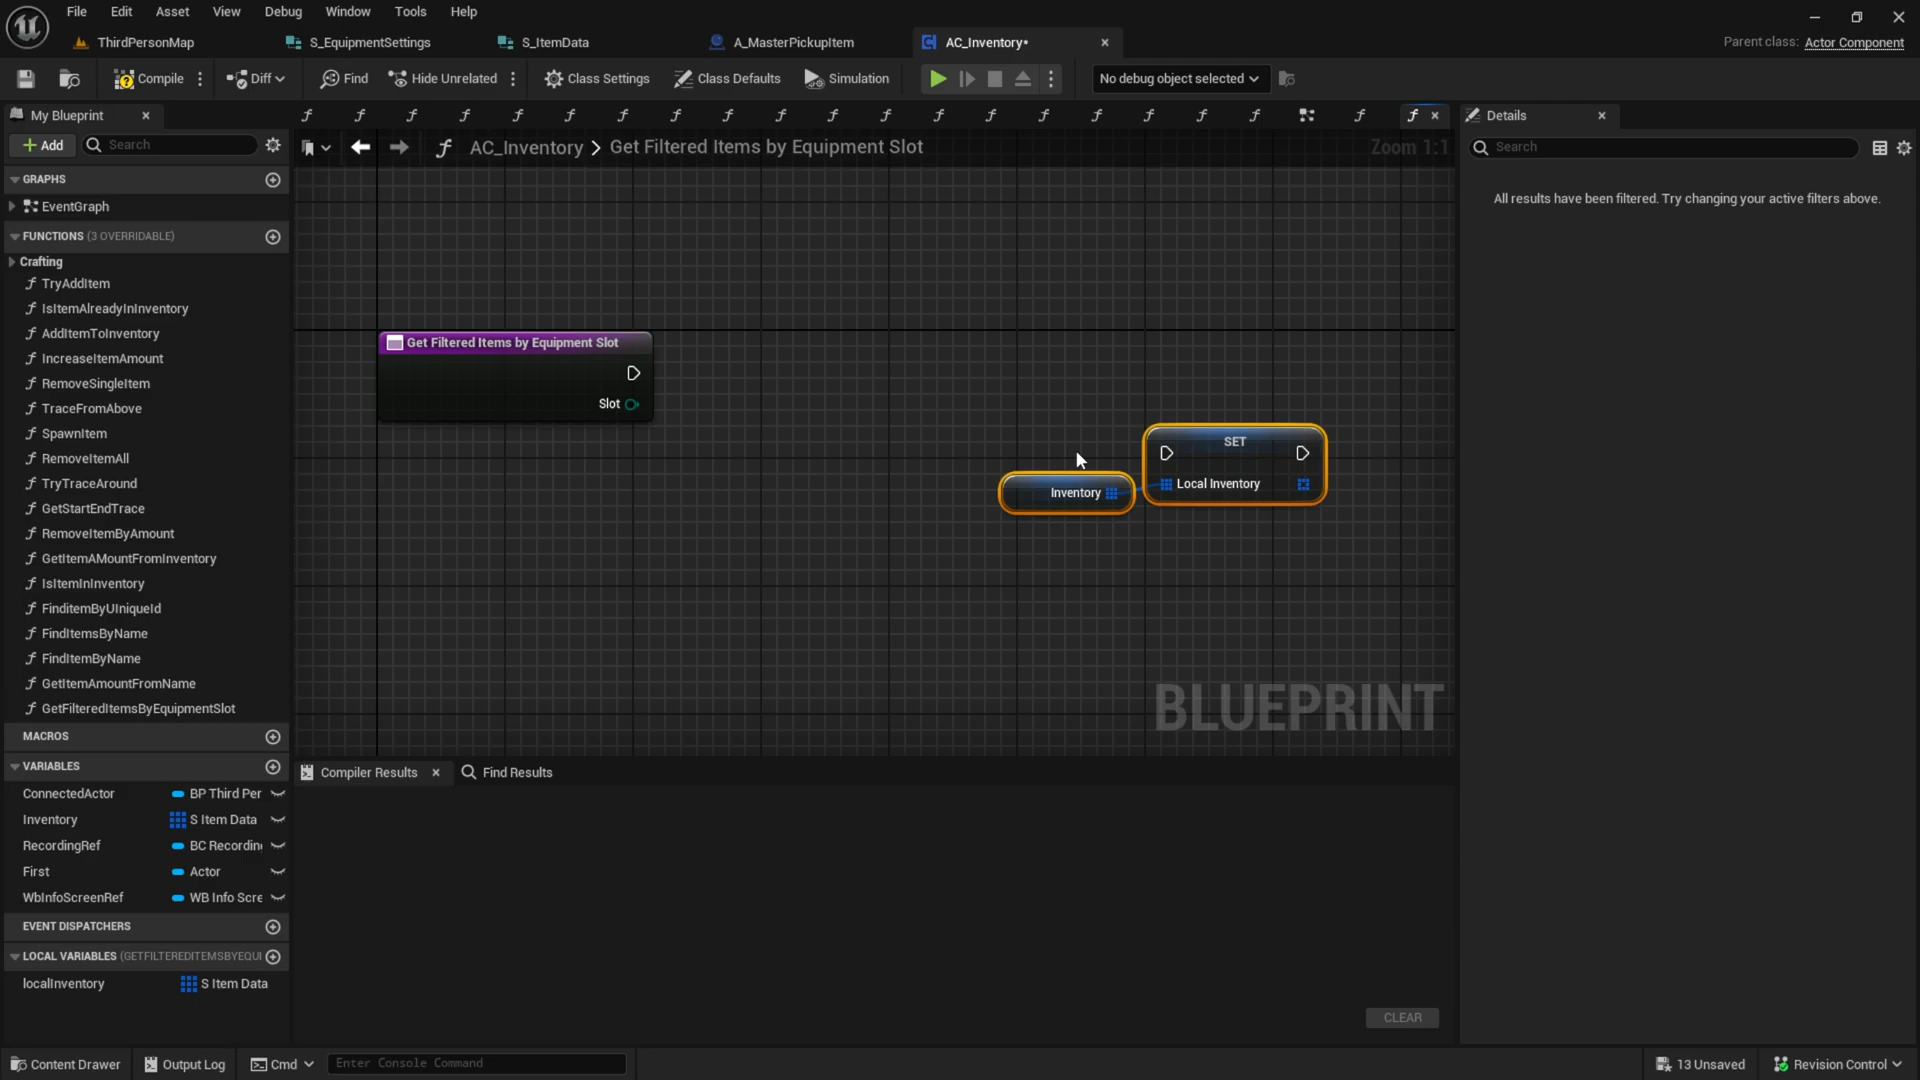 File Edit Asset View Debug Window Tools Help
ThirdPersonMap S_EquipmentSettings S_ItemData A_MasterPickupItem AC_Inventory*
Parent class: Actor Component
Compile Diff Find Hide Unrelated Class Settings Class Defaults Simulation No debug object selected
My Blueprint
Add Search
GRAPHS
EventGraph
FUNCTIONS (3 OVERRIDABLE)
Crafting
TryAddItem
IsItemAlreadyInInventory
AddItemToInventory
IncreaseItemAmount
RemoveSingleItem
TraceFromAbove
SpawnItem
RemoveItemAll
TryTraceAround
GetStartEndTrace
RemoveItemByAmount
GetItemAMountFromInventory
IsItemInInventory
FinditemByUIniqueId
FindItemsByName
FindItemByName
GetItemAmountFromName
GetFilteredItemsByEquipmentSlot
MACROS
VARIABLES
ConnectedActor BP Third Per
Inventory S Item Data
RecordingRef BC Recordin
First Actor
WbInfoScreenRef WB Info Scre
EVENT DISPATCHERS
LOCAL VARIABLES (GETFILTEREDITEMSBYEQUI
localInventory S Item Data
AC_Inventory > Get Filtered Items by Equipment Slot
Zoom 1:1
Get Filtered Items by Equipment Slot
Slot
SET
Inventory
Local Inventory
BLUEPRINT
Compiler Results Find Results
CLEAR
Details
Search
All results have been filtered. Try changing your active filters above.
Content Drawer Output Log Cmd Enter Console Command 13 Unsaved Revision Control